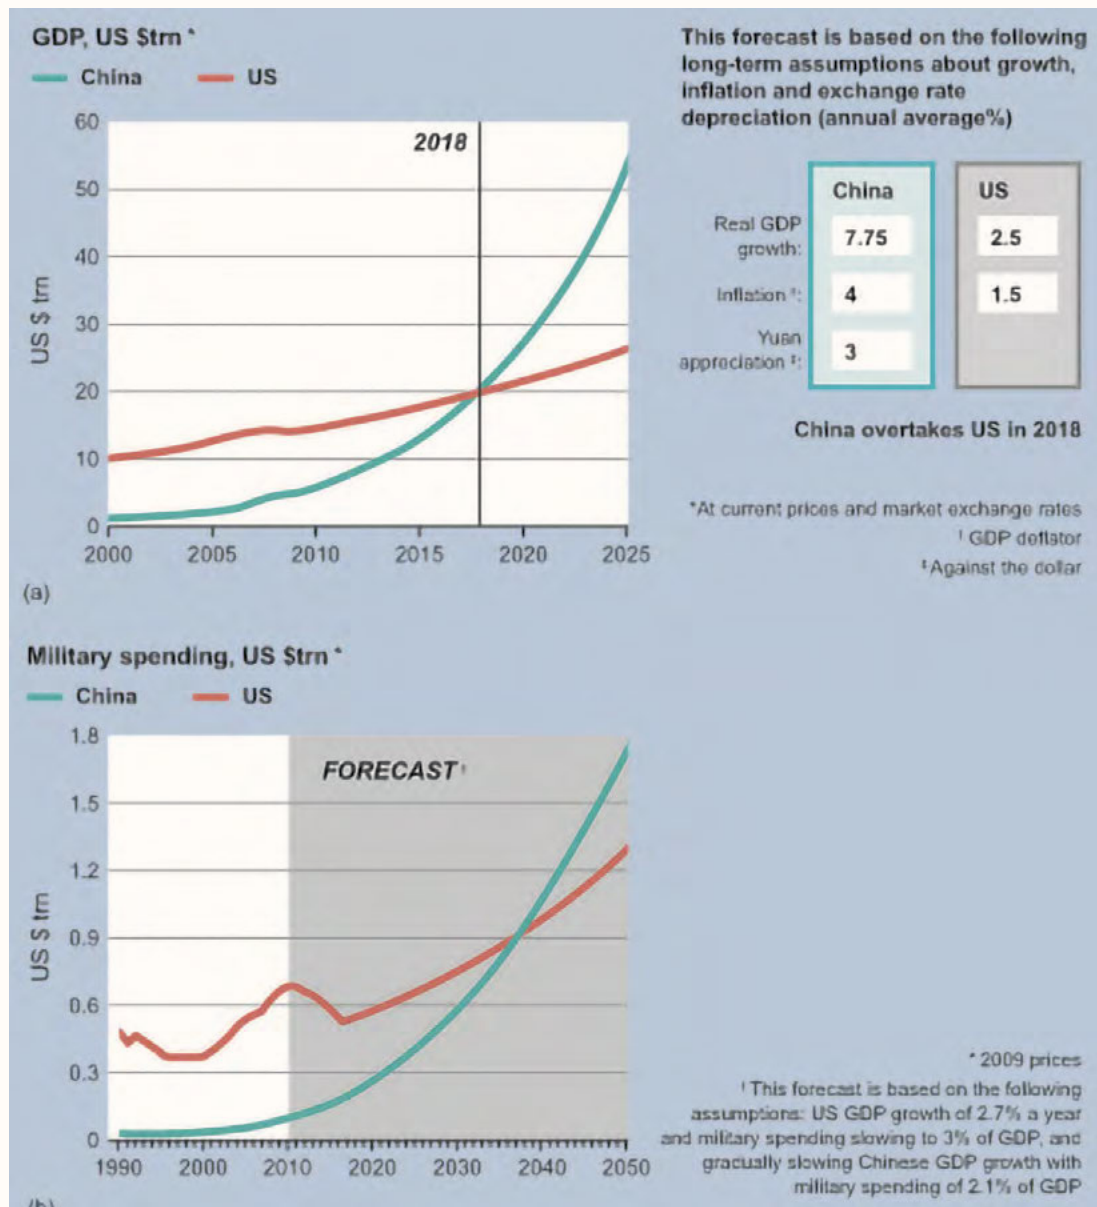 GDP, US $trn *
China
US
60
50
40
30
20
10
0
US $ trn
2018
2000
2005
2010
2015
2020
2025
(a)
This forecast is based on the following
long-term assumptions about growth,
inflation and exchange rate
depreciation (annual average%)
China
US
Real GDP
growth:
7.75
2.5
Inflation †:
4
1.5
Yuan
appreciation ‡:
3
China overtakes US in 2018
*At current prices and market exchange rates
† GDP deflator
‡ Against the dollar
Military spending, US $trn *
China
US
1.8
1.5
1.2
0.9
0.6
0.3
0
US $ trn
FORECAST †
1990
2000
2010
2020
2030
2040
2050
* 2009 prices
† This forecast is based on the following
assumptions: US GDP growth of 2.7% a year
and military spending slowing to 3% of GDP, and
gradually slowing Chinese GDP growth with
military spending of 2.1% of GDP